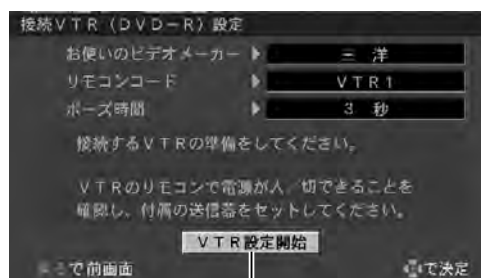 接続VTR(DVD-R)設定
お使いのビデオメーカー ▶ 三 洋
リモコンコード ▶ VTR1
ポーズ時間 ▶ 3 秒
接続するVTRの準備をしてください。
VTRのリモコンで電源が入/切できることを
確認し、付属の送信器をセットしてください。
VTR設定開始
で前画面 で決定